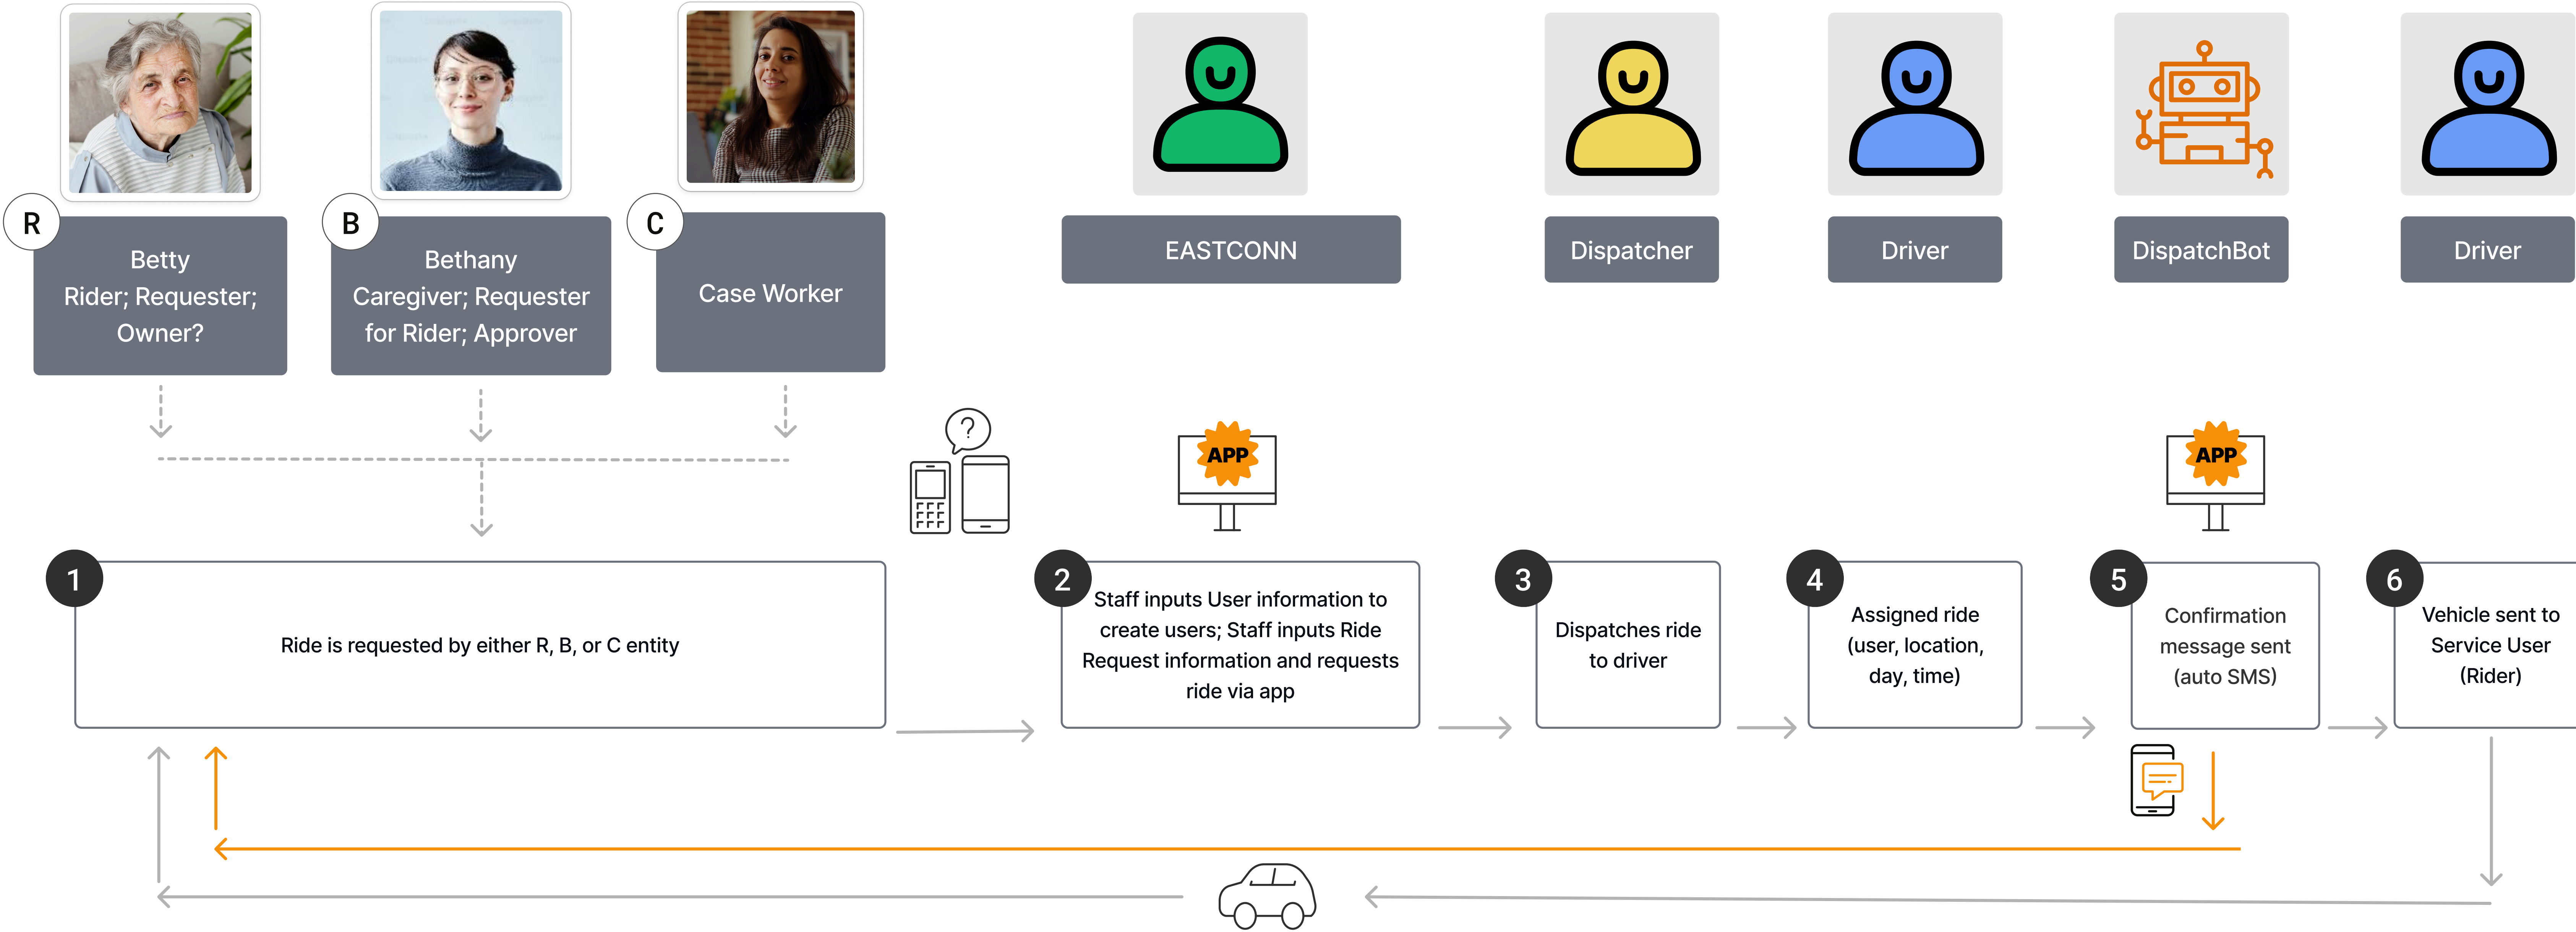 R
Betty
Rider; Requester;
Owner?
B
Bethany
Caregiver; Requester
for Rider; Approver
C
Case Worker
EASTCONN
Dispatcher
Driver
DispatchBot
Driver
?
APP
APP
1
Ride is requested by either R, B, or C entity
2
Staff inputs User information to
create users; Staff inputs Ride
Request information and requests
ride via app
3
Dispatches ride
to driver
4
Assigned ride
(user, location,
day, time)
5
Confirmation
message sent
(auto SMS)
6
Vehicle sent to
Service User
(Rider)